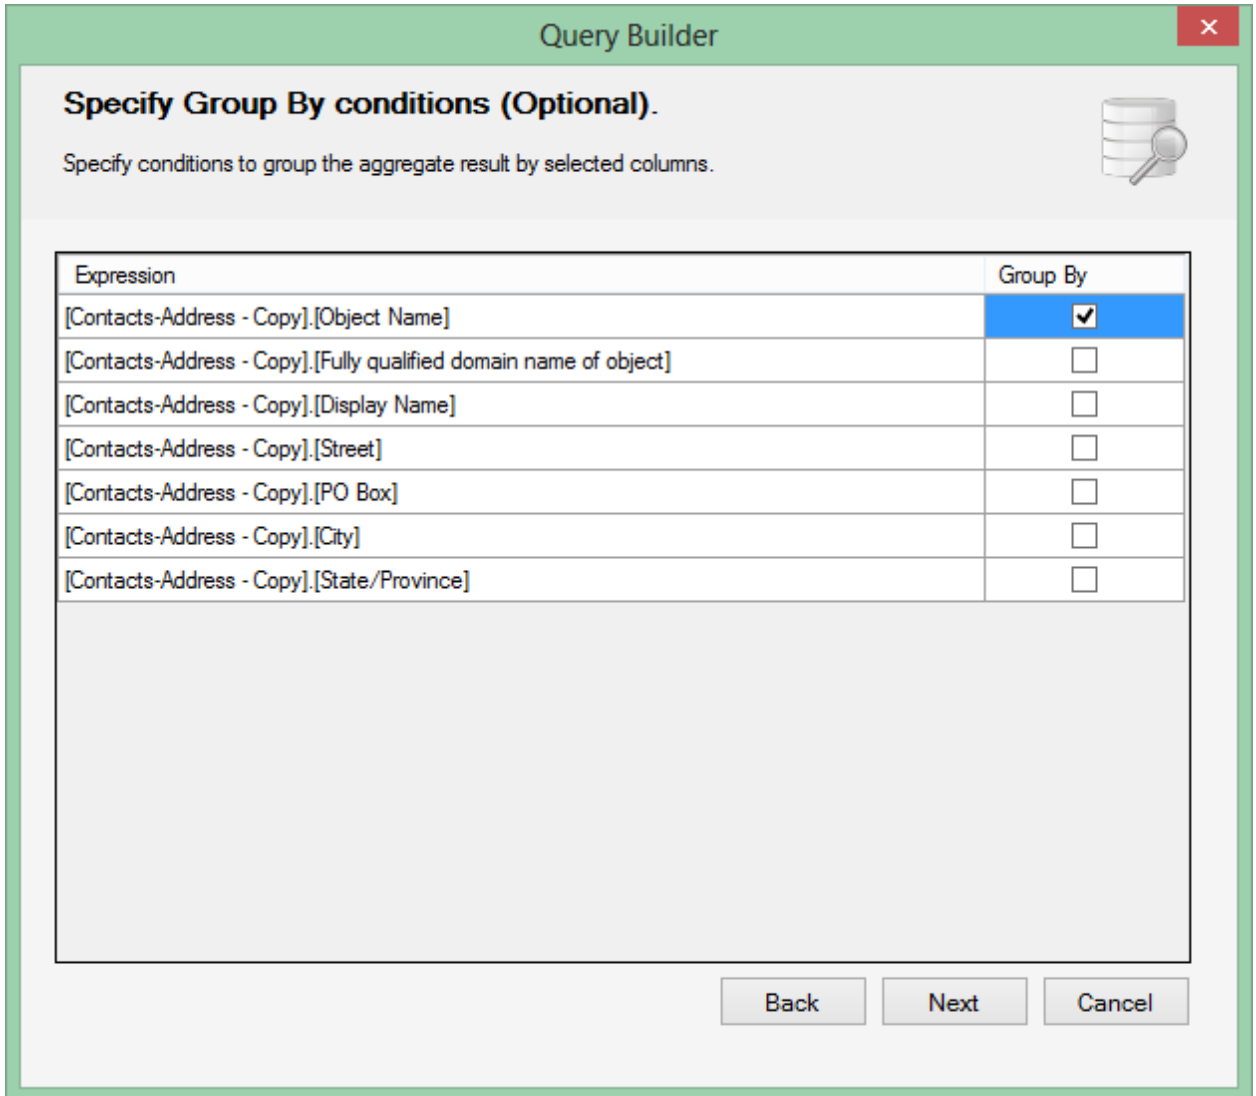 Query Builder
Specify Group By conditions (Optional).
Specify conditions to group the aggregate result by selected columns.
Expression Group By
[Contacts-Address - Copy].[Object Name]
[Contacts-Address - Copy].[Fully qualified domain name of object]
[Contacts-Address - Copy].[Display Name]
[Contacts-Address - Copy].[Street]
[Contacts-Address - Copy].[PO Box]
[Contacts-Address - Copy].[City]
[Contacts-Address - Copy].[State/Province]
Back Next Cancel